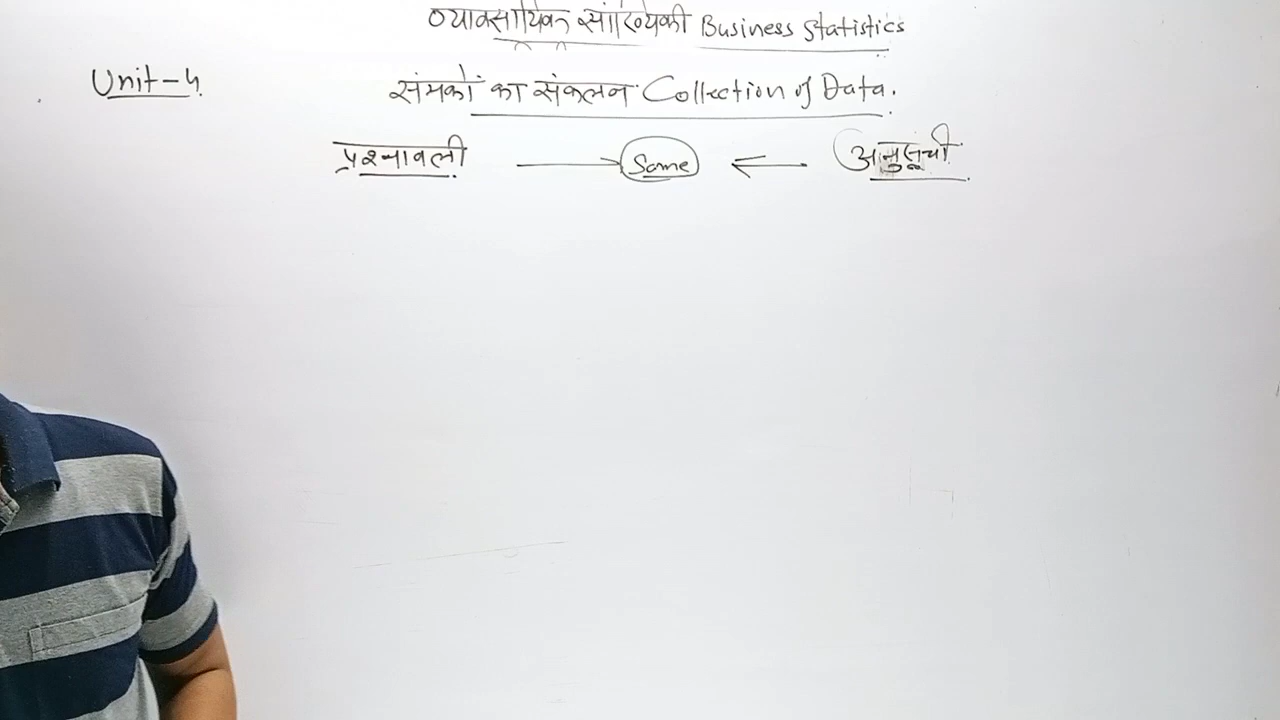 व्यावसायिक सांख्यिकी Business Statistics
Unit-4 संमकों का संकलन Collection of Data.
प्रश्नावली → Same ← अनुसूची